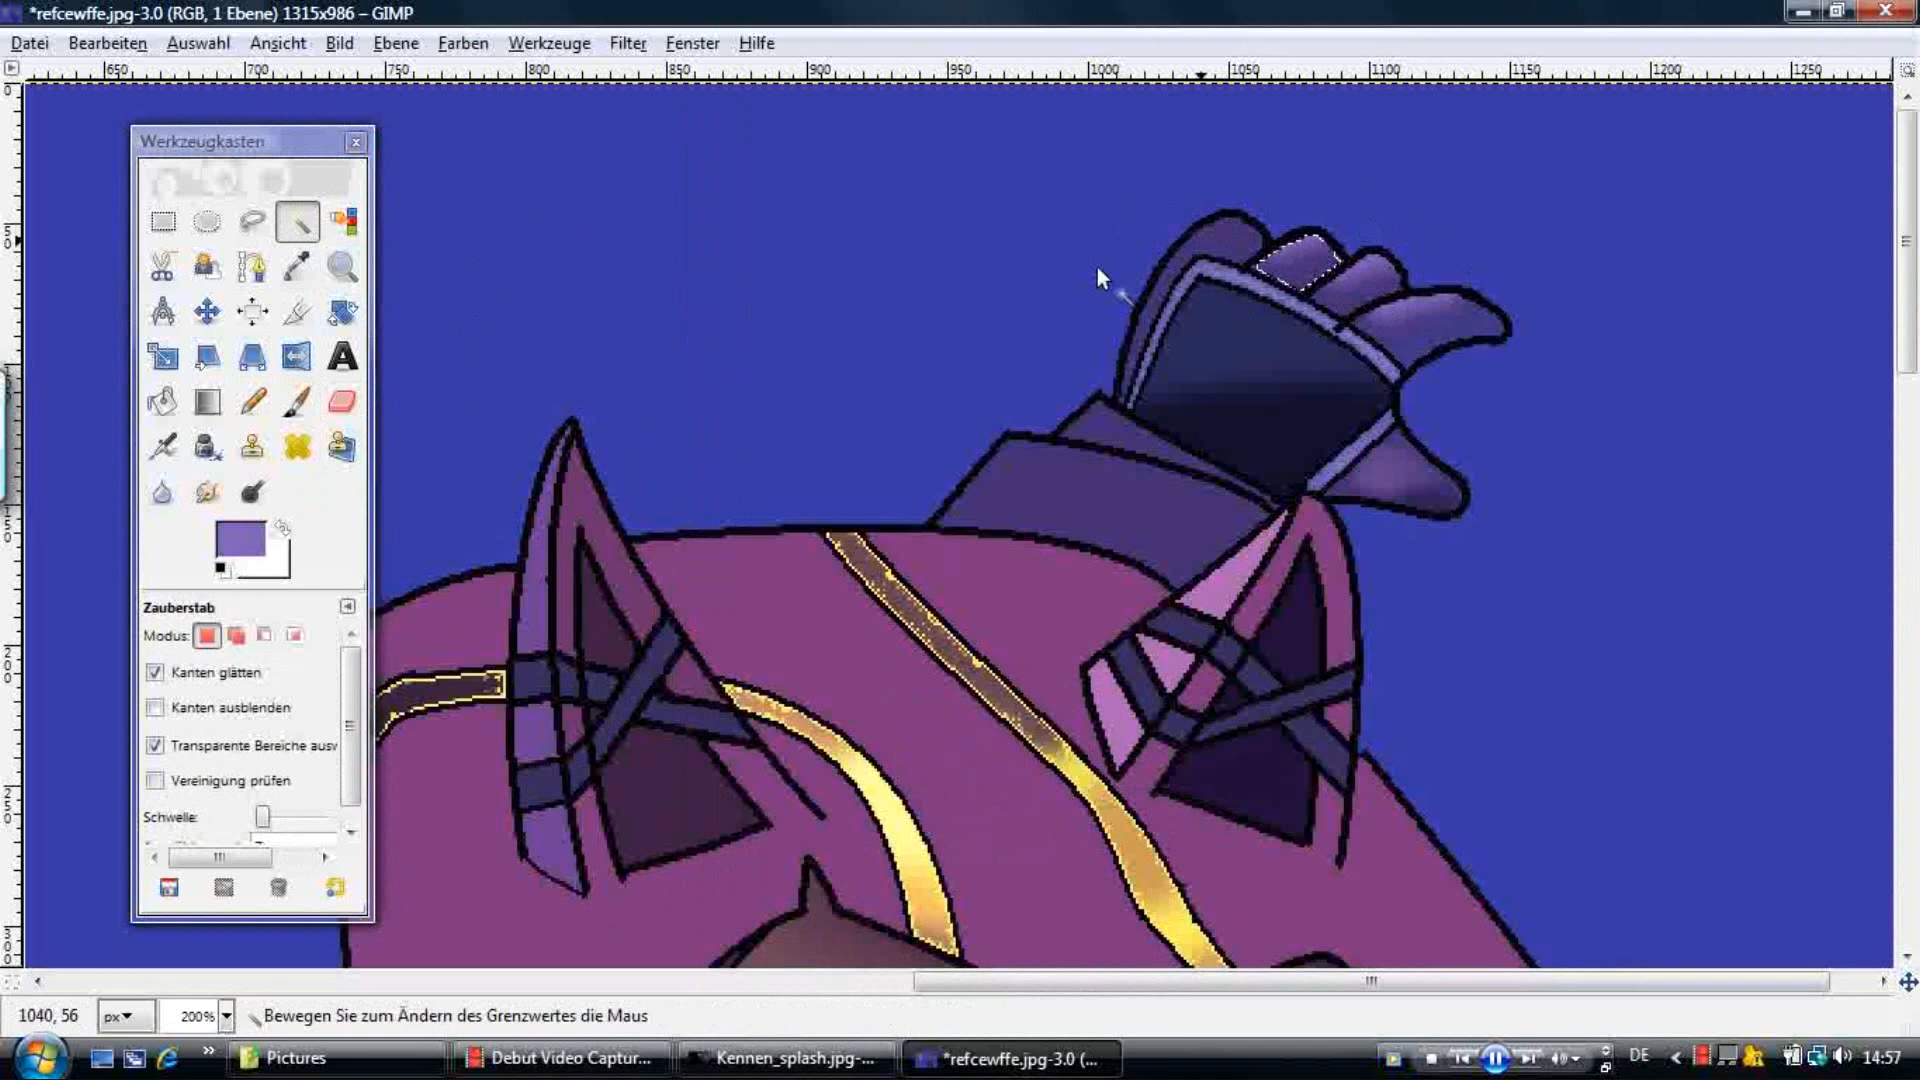 *refcewffe.jpg-3.0 (RGB, 1 Ebene) 1315x986 – GIMP
Datei Bearbeiten Auswahl Ansicht Bild Ebene Farben Werkzeuge Filter Fenster Hilfe
650 700 750 800 850 900 950 1000 1050 1100 1150 1200 1250
Werkzeugkasten
Zauberstab
Modus:
Kanten glätten
Kanten ausblenden
Transparente Bereiche ausw
Vereinigung prüfen
Schwelle:
1040, 56 px 200% Bewegen Sie zum Ändern des Grenzwertes die Maus
Pictures Debut Video Captur... Kennen_splash.jpg-... *refcewffe.jpg-3.0 (... DE 14:57